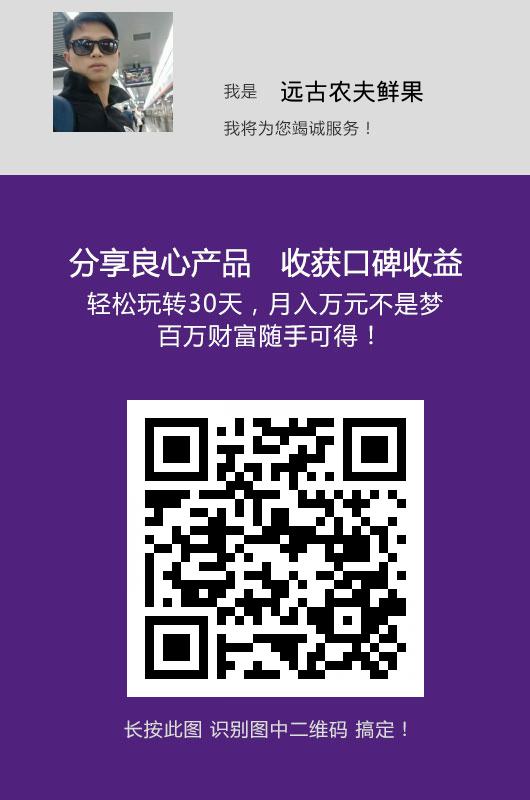 我是 远古农夫鲜果
我将为您竭诚服务！
分享良心产品 收获口碑收益
轻松玩转30天，月入万元不是梦
百万财富随手可得！
长按此图 识别图中二维码 搞定！